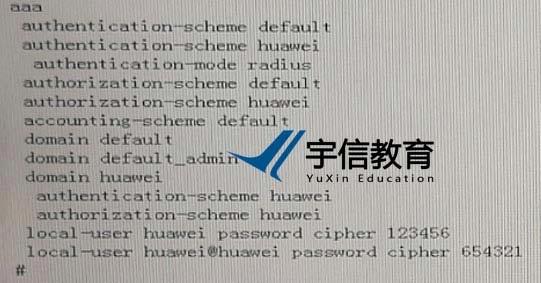 aaa
authentication-scheme default
authentication-scheme huawei
authentication-mode radius
authorization-scheme default
authorization-scheme huawei
accounting-scheme default
domain default
domain default_admin
domain huawei
authentication-scheme huawei
authorization-scheme huawei
local-user huawei password cipher 123456
local-user huawei@huawei password cipher 654321
#
宇信教育
YuXin Education